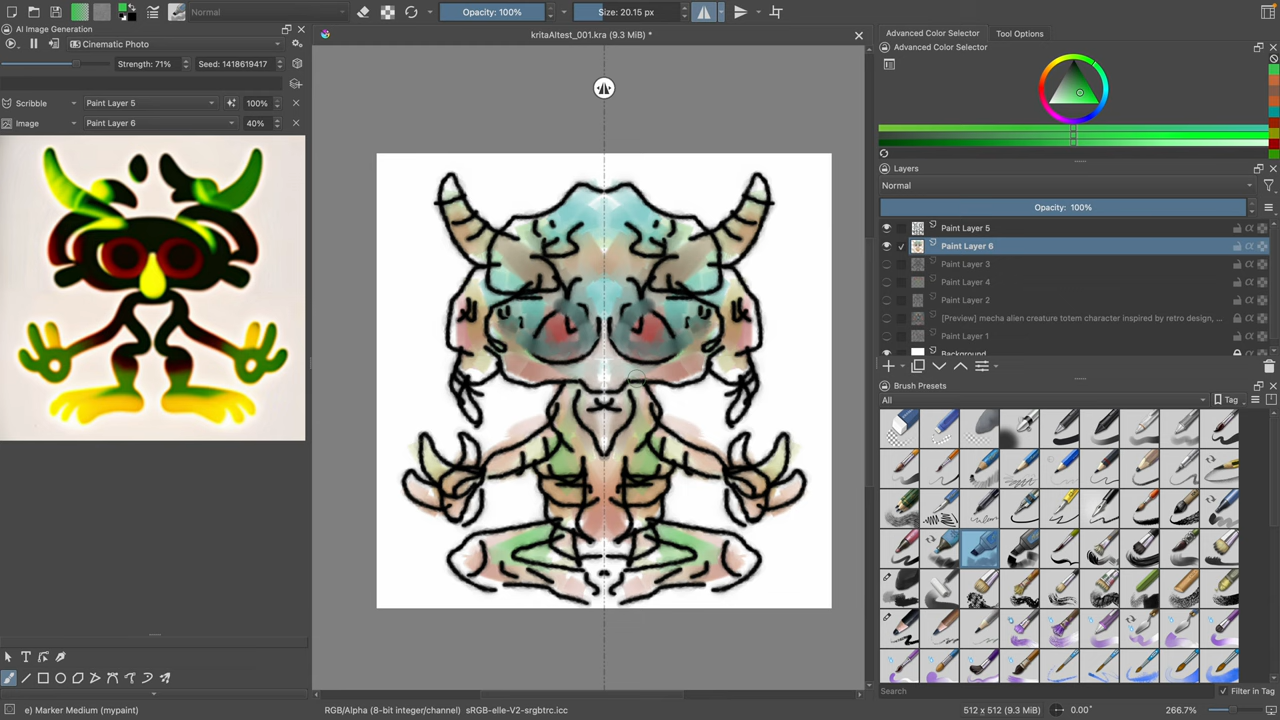 Normal
Opacity: 100%
Size: 20.15 px
AI Image Generation
Cinematic Photo
Strength: 71%
Seed: 1418619417
Scribble
Paint Layer 5
100%
Image
Paint Layer 6
40%
kritaAItest_001.kra (9.3 MiB) *
Advanced Color Selector
Tool Options
Advanced Color Selector
Layers
Normal
Opacity: 100%
Paint Layer 5
Paint Layer 6
Paint Layer 3
Paint Layer 4
Paint Layer 2
[Preview] mecha alien creature totem character inspired by retro design, ...
Paint Layer 1
Background
Brush Presets
All
Tag
Search
Filter in Tag
e) Marker Medium (mypaint)
RGB/Alpha (8-bit integer/channel) sRGB-elle-V2-srgbtrc.icc
512 x 512 (9.3 MiB)
0.00°
266.7%